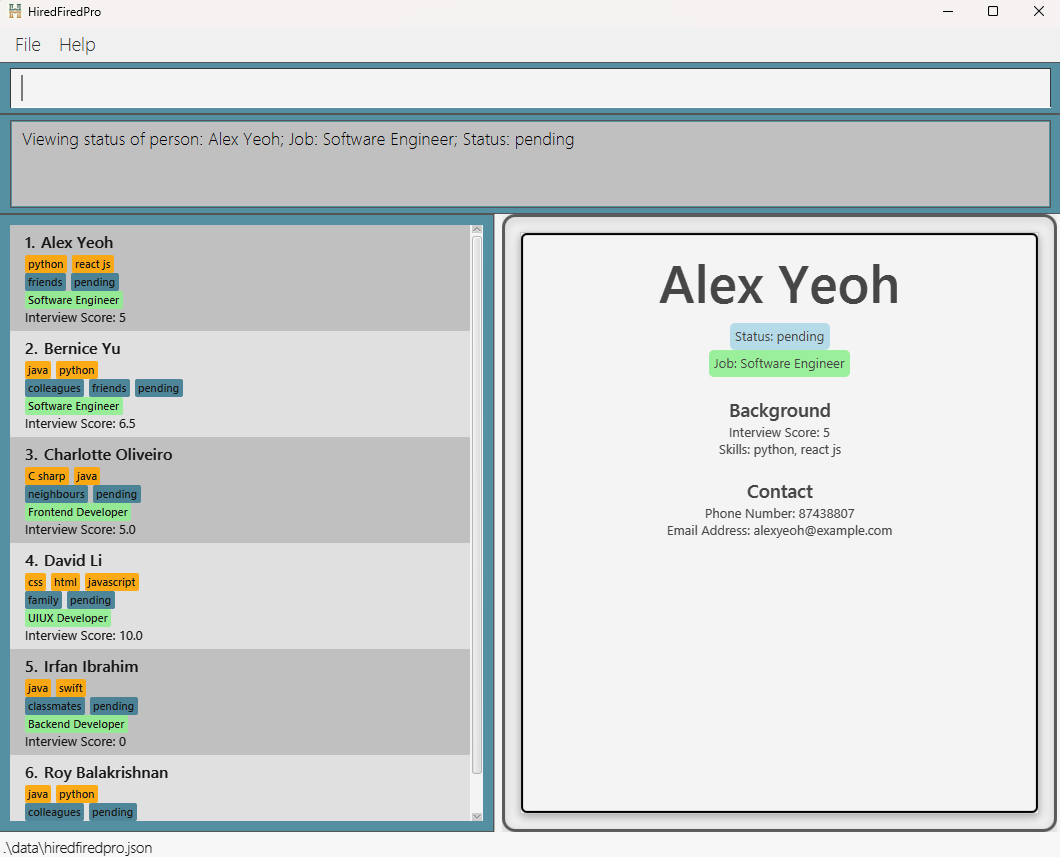 HiredFiredPro
File Help
Viewing status of person: Alex Yeoh; Job: Software Engineer; Status: pending
1. Alex Yeoh
python react js
friends pending
Software Engineer
Interview Score: 5
2. Bernice Yu
java python
colleagues friends pending
Software Engineer
Interview Score: 6.5
3. Charlotte Oliveiro
C sharp java
neighbours pending
Frontend Developer
Interview Score: 5.0
4. David Li
css html javascript
family pending
UIUX Developer
Interview Score: 10.0
5. Irfan Ibrahim
java swift
classmates pending
Backend Developer
Interview Score: 0
6. Roy Balakrishnan
java python
colleagues pending
Alex Yeoh
Status: pending
Job: Software Engineer
Background
Interview Score: 5
Skills: python, react js
Contact
Phone Number: 87438807
Email Address: alexyeoh@example.com
.\data\hiredfiredpro.json